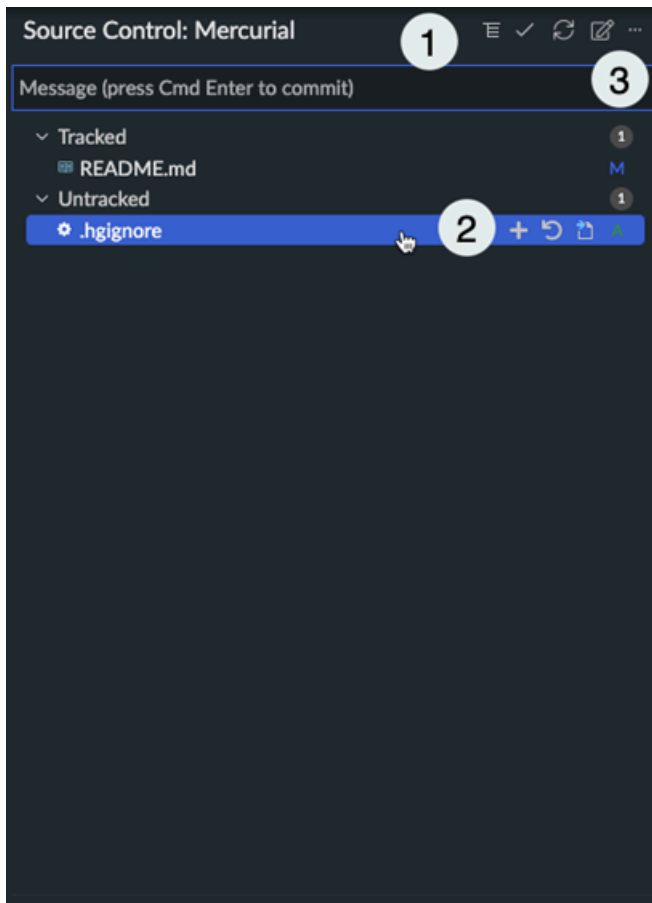 Source Control: Mercurial
1
Message (press Cmd Enter to commit)
3
Tracked 1
README.md M
Untracked 1
.hgignore 2 A